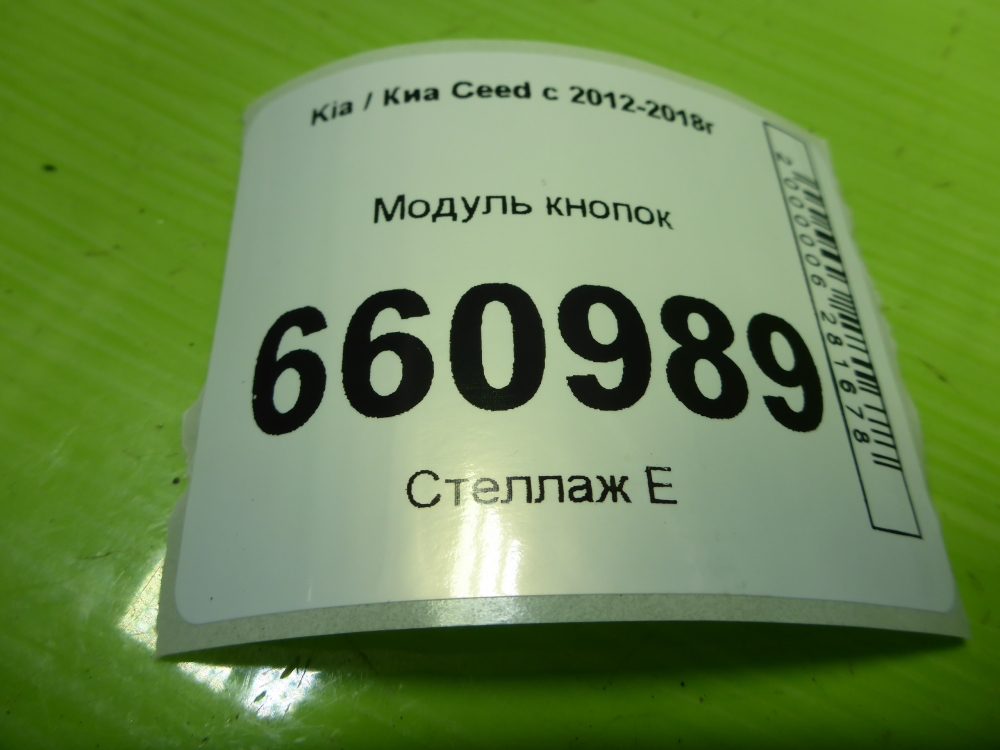 Kia / Киа Ceed с 2012-2018г
Модуль кнопок
660989
Стеллаж Е
2000006281678